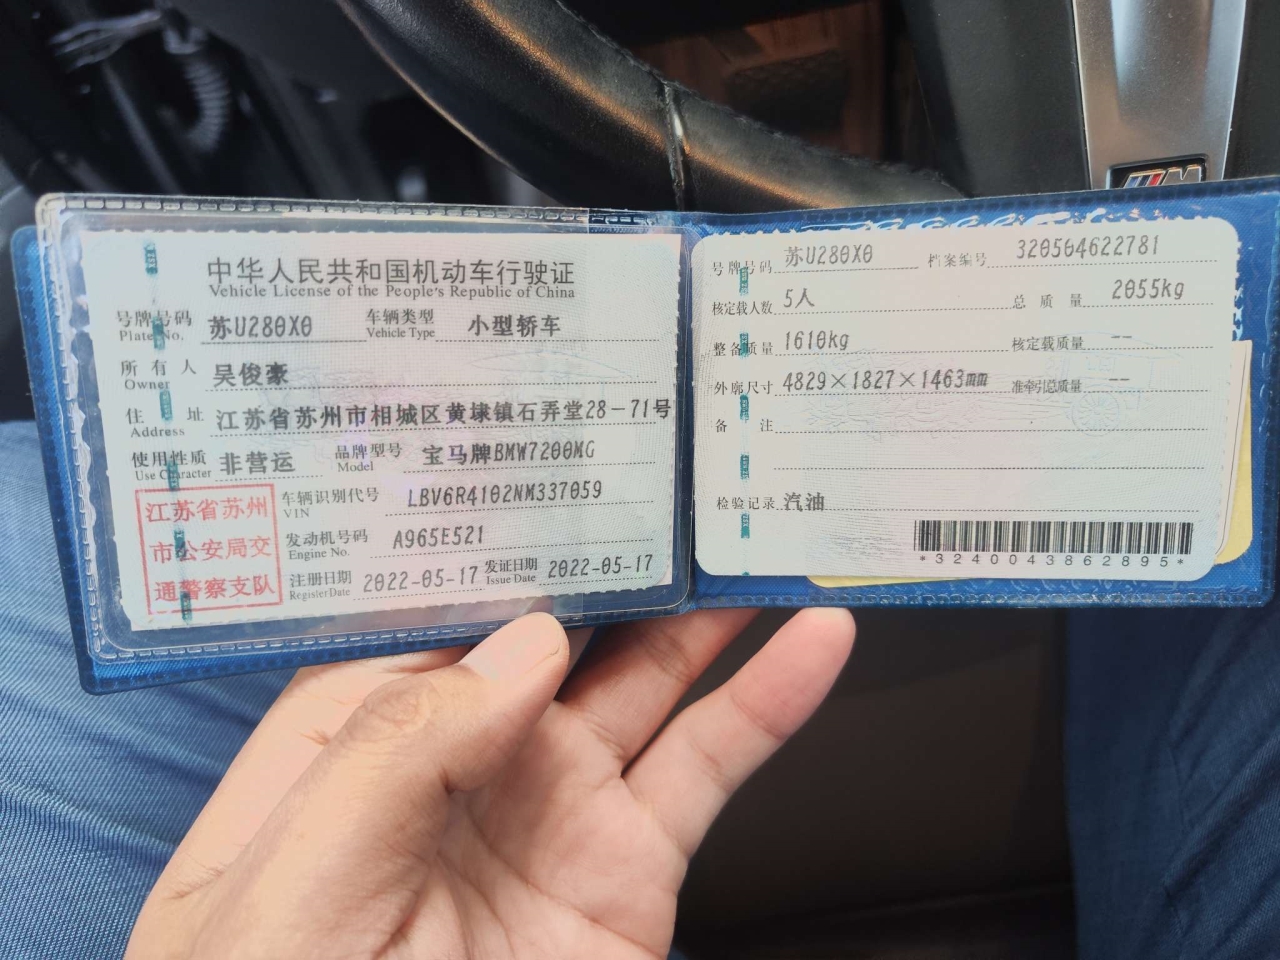 中华人民共和国机动车行驶证
Vehicle License of the People's Republic of China
号牌号码 苏U280X0 车辆类型 小型轿车
Plate No. Vehicle Type
所有人 吴俊豪
Owner
住址 江苏省苏州市相城区黄埭镇石弄堂28-71号
Address
使用性质 非营运 品牌型号 宝马牌BMW7200MG
Use Character Model
江苏省苏州
市公安局交
通警察支队
车辆识别代号 LBV6R4102NM337059
VIN
发动机号码 A965E521
Engine No.
注册日期 2022-05-17 发证日期 2022-05-17
Register Date Issue Date
号牌号码 苏U280X0 档案编号 320504622781
核定载人数 5人 总质量 2055kg
整备质量 1610kg 核定载质量 --
外廓尺寸 4829×1827×1463mm 准牵引总质量 --
备注
检验记录 汽油
*3240043862895*
M